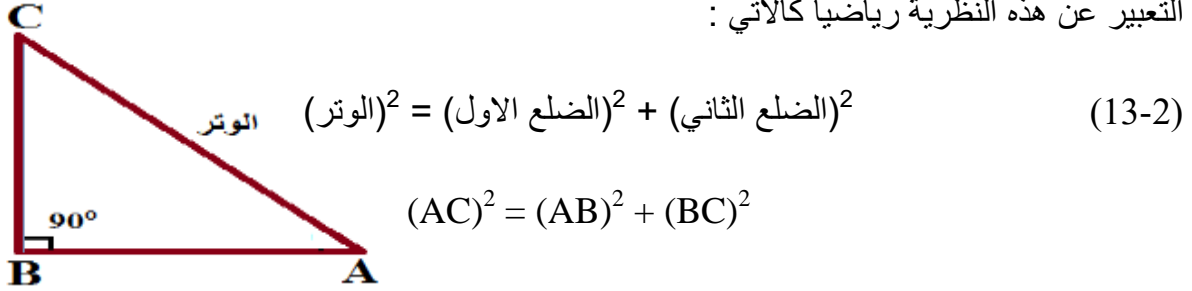 التعبير عن هذه النظرية رياضيا كالاتي :
C
(الوتر)² = (الضلع الاول)² + (الضلع الثاني)² (13-2)
الوتر
(AC)² = (AB)² + (BC)²
90°
B A